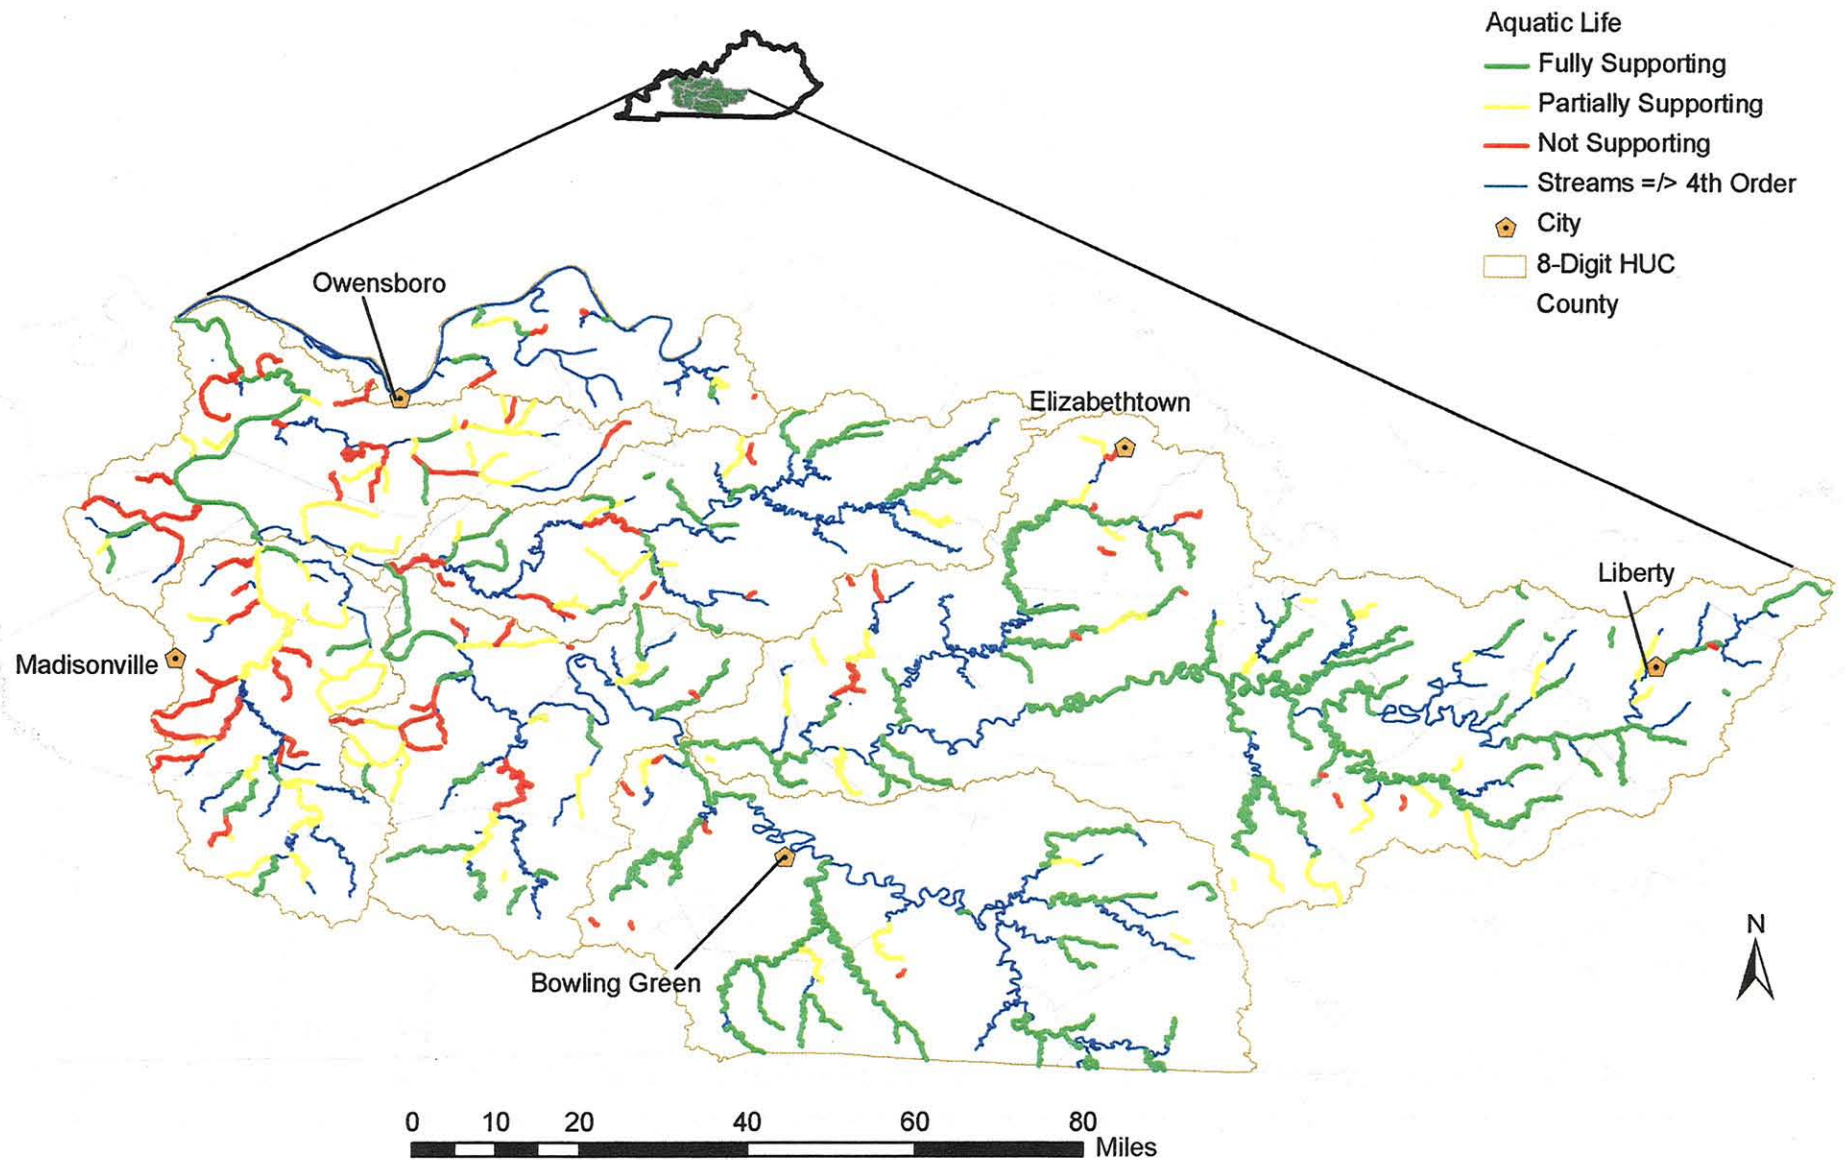 Aquatic Life
Fully Supporting
Partially Supporting
Not Supporting
Streams =/> 4th Order
City
8-Digit HUC
County
Owensboro
Elizabethtown
Liberty
Madisonville
Bowling Green
N
0 10 20 40 60 80
Miles